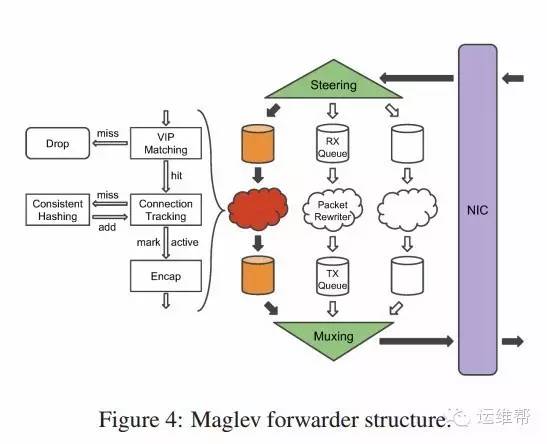 Steering
Drop
miss
VIP
Matching
RX
Queue
hit
Consistent
Hashing
miss
add
Connection
Tracking
Packet
Rewriter
NIC
mark
active
Encap
TX
Queue
Muxing
Figure 4: Maglev forwarder structure.
运维帮